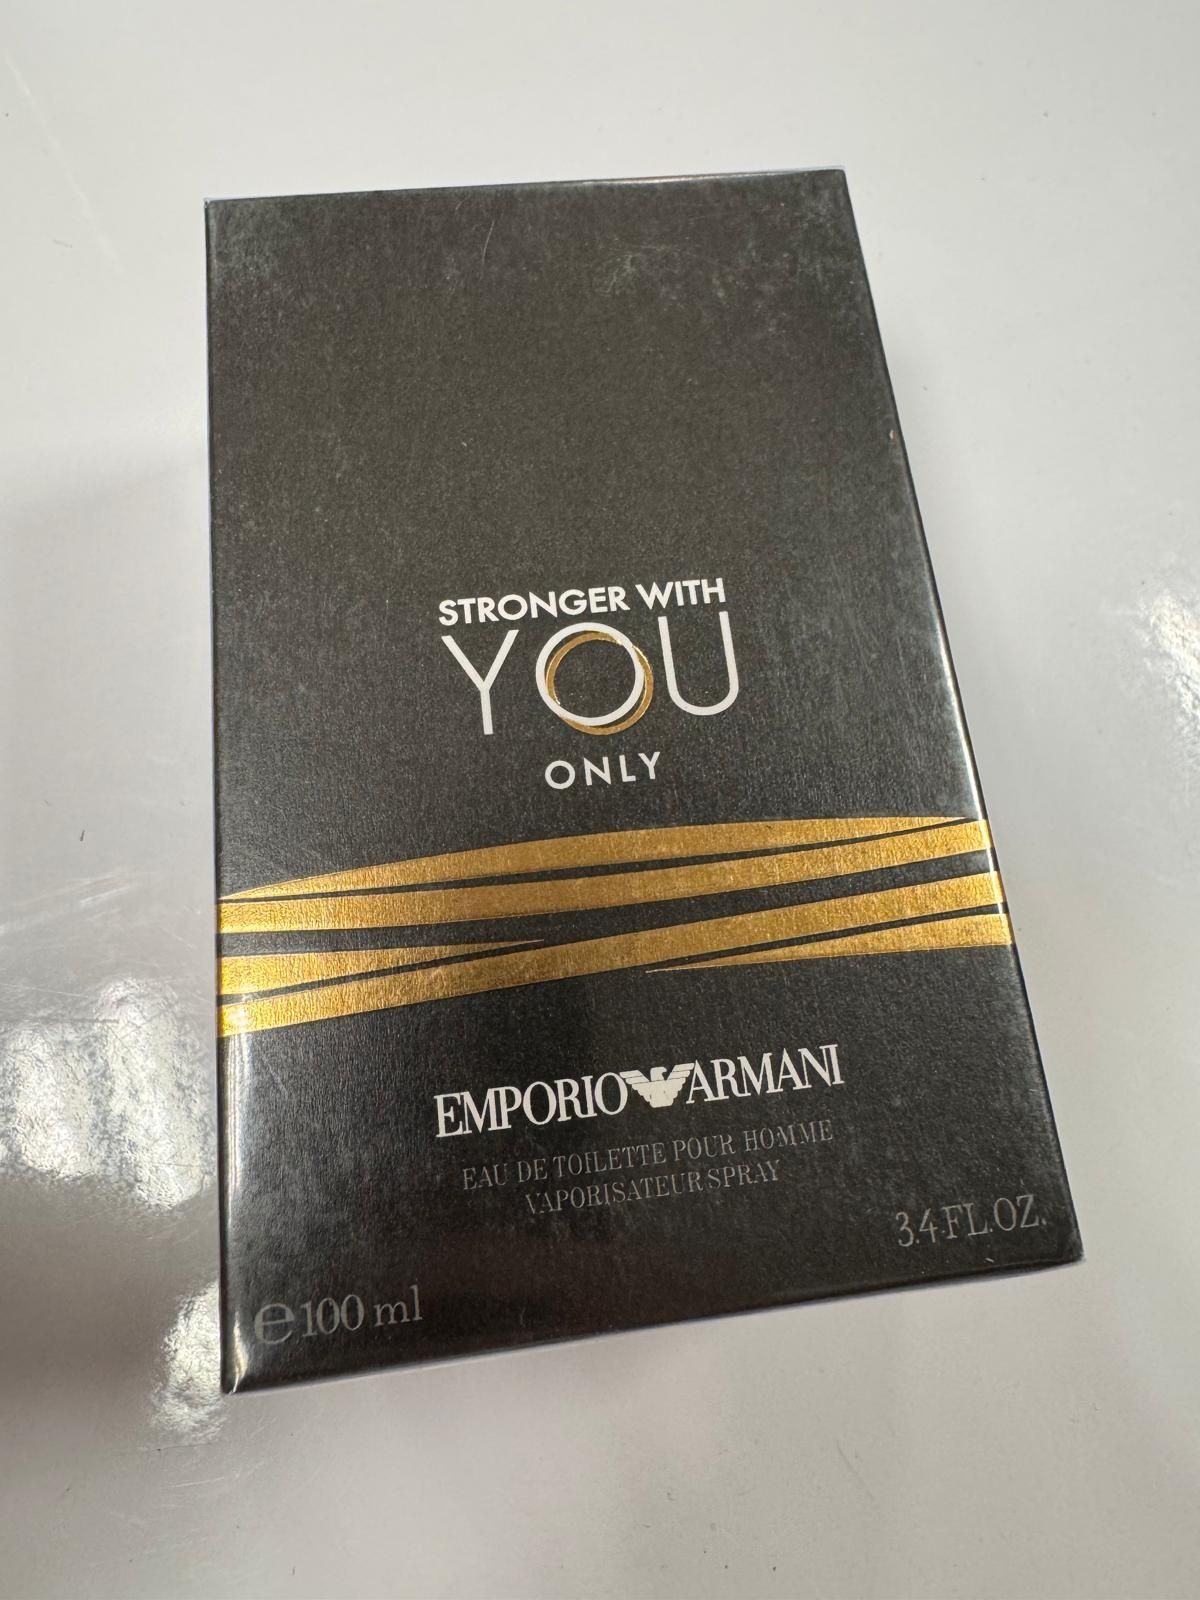 STRONGER WITH
YOU
ONLY
EMPORIO ARMANI
EAU DE TOILETTE POUR HOMME
VAPORISATEUR SPRAY
3.4 FL.OZ.
℮ 100 ml